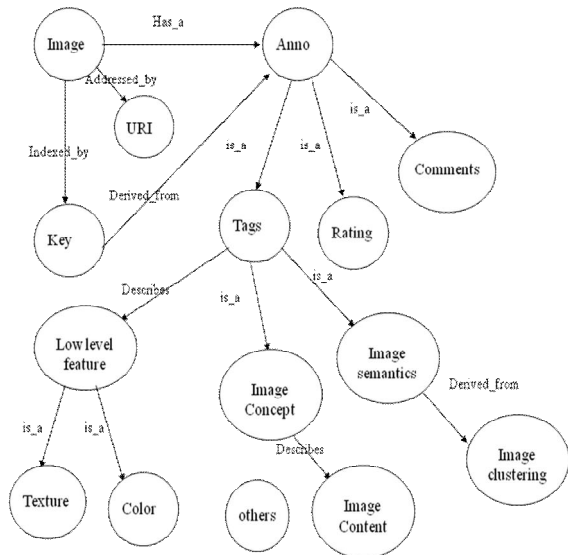 Has_a
Image
Anno
Addressed_by
URI
is_a
Indexed_by
is_a
is_a
Comments
Derived_from
Key
Tags
Rating
Describes
is_a
is_a
Low level
feature
Image
semantics
Image
Concept
Derived_from
is_a
is_a
Describes
Image
clustering
Texture
Color
others
Image
Content